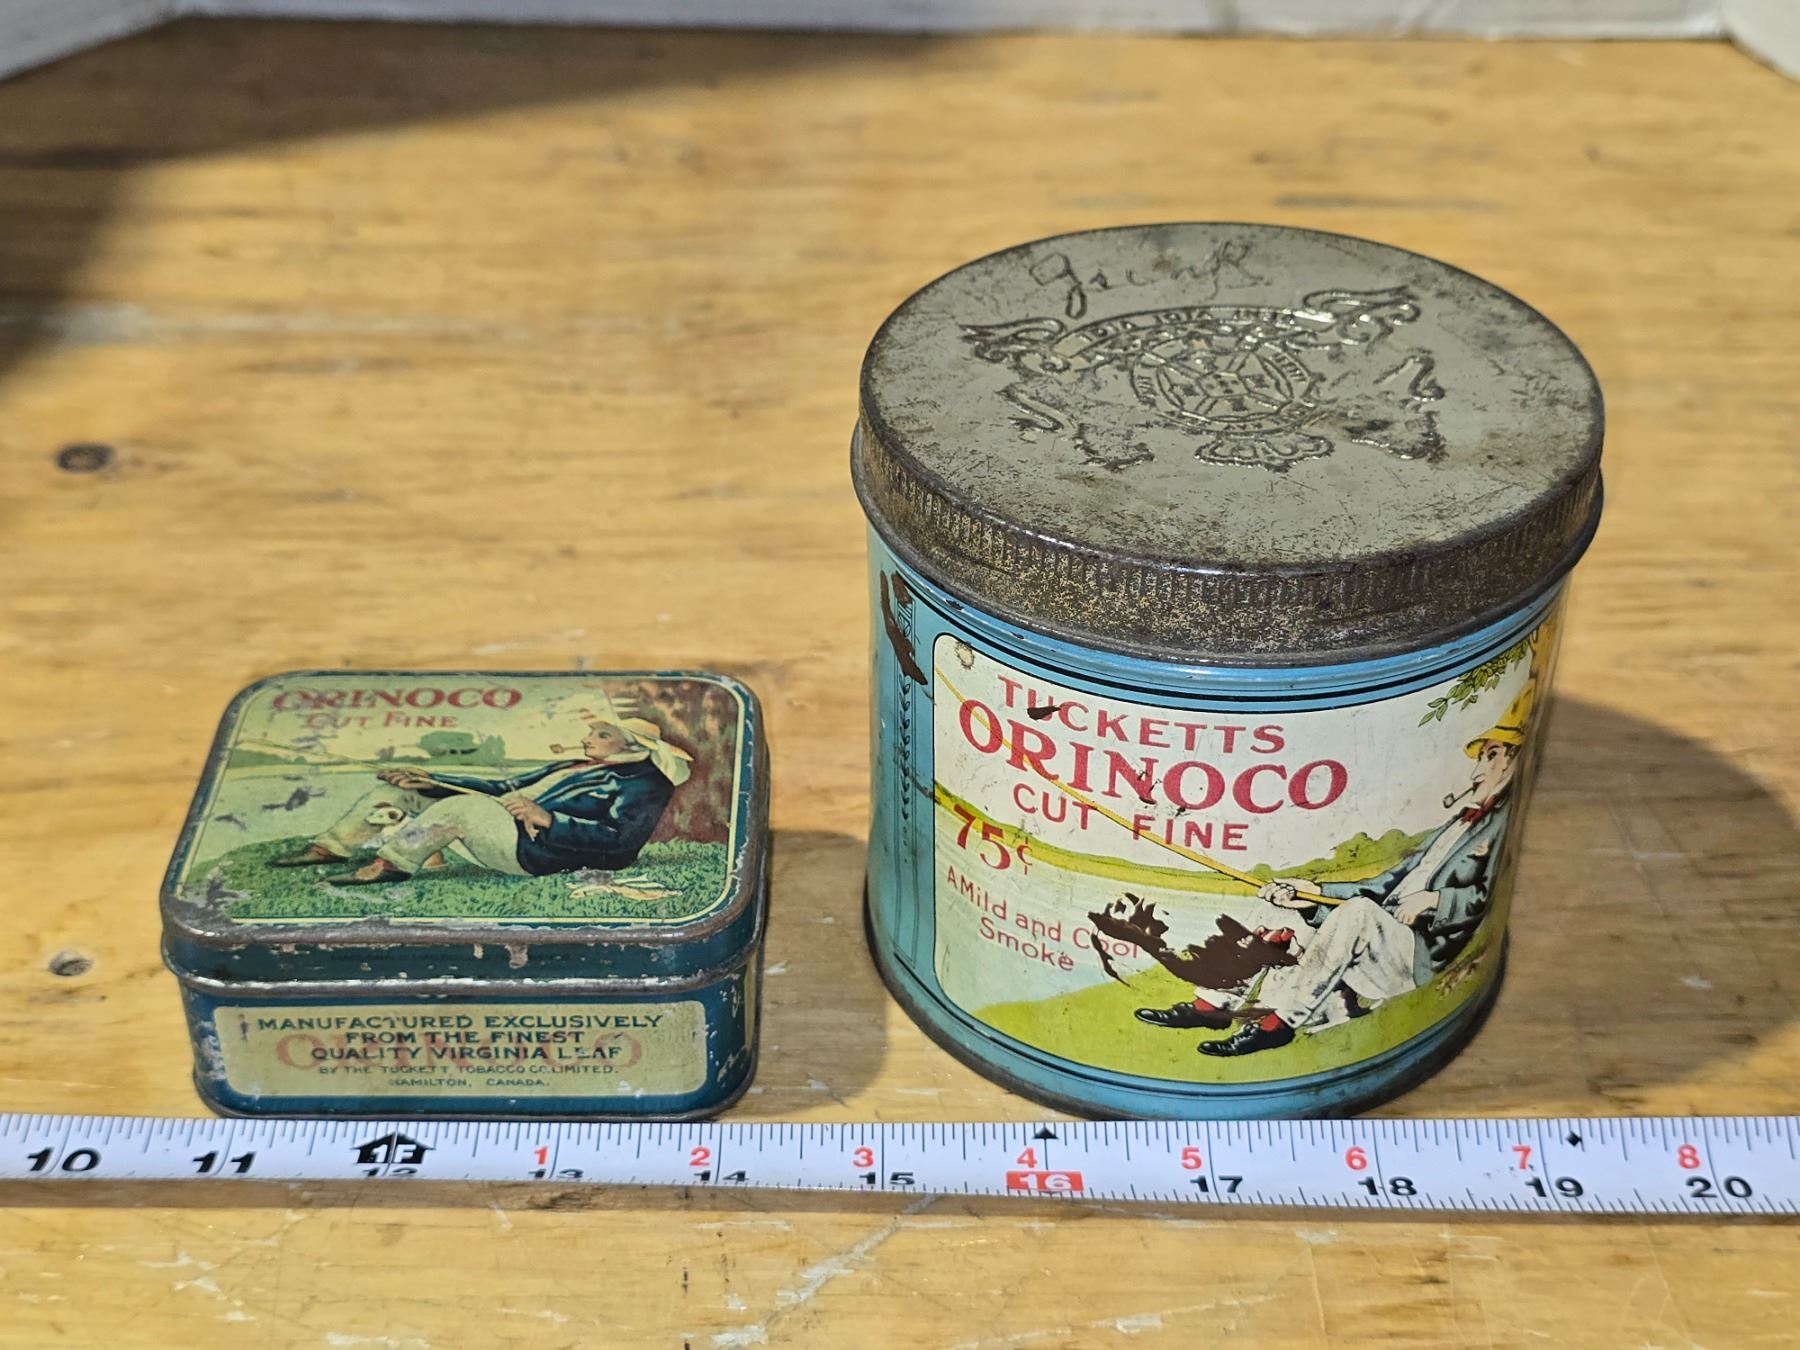 ORINOCO
CUT FINE
MANUFACTURED EXCLUSIVELY
FROM THE FINEST
QUALITY VIRGINIA LEAF
BY THE TUCKETT TOBACCO CO. LIMITED.
HAMILTON, CANADA.
TUCKETTS
ORINOCO
CUT FINE
75¢
A Mild and Cool
Smoke
1 2 3 4 5 6 7 8
10 11 12 13 14 15 16 17 18 19 20